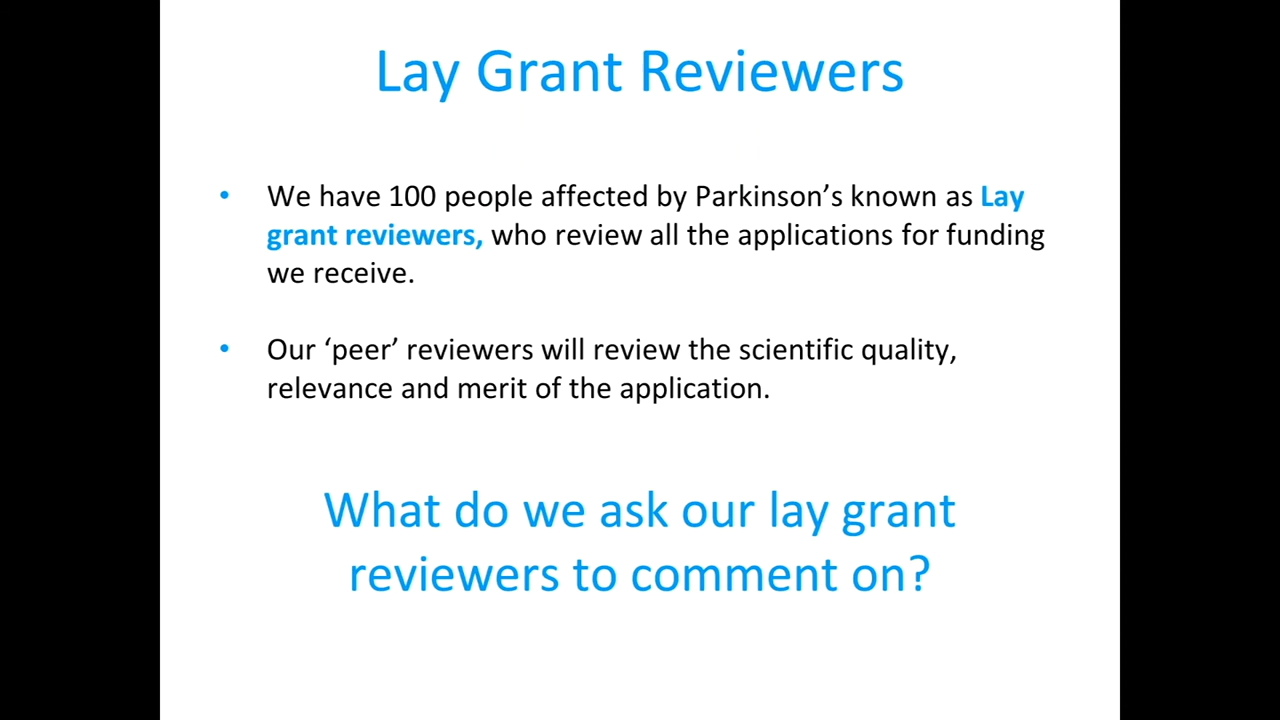 Lay Grant Reviewers
• We have 100 people affected by Parkinson’s known as Lay
grant reviewers, who review all the applications for funding
we receive.
• Our ‘peer’ reviewers will review the scientific quality,
relevance and merit of the application.
What do we ask our lay grant
reviewers to comment on?